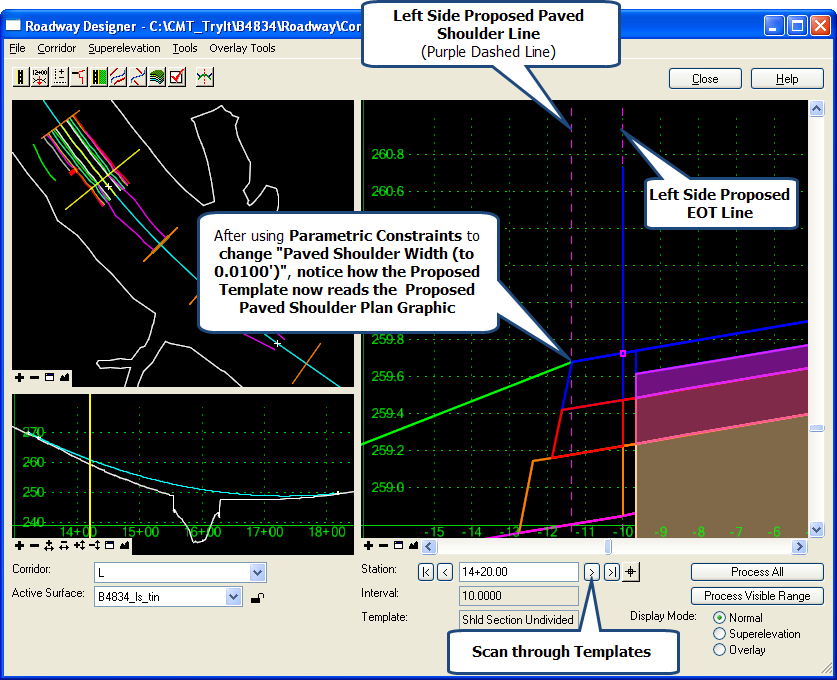 Roadway Designer - C:\CMT_TryIt\B4834\Roadway\Cor
File Corridor Superelevation Tools Overlay Tools
Left Side Proposed Paved
Shoulder Line
(Purple Dashed Line)
Close
Help
260.8
260.6
Left Side Proposed
EOT Line
After using Parametric Constraints to
change "Paved Shoulder Width (to
0.0100')", notice how the Proposed
Template now reads the Proposed
Paved Shoulder Plan Graphic
259.8
259.6
259.4
259.2
259.0
-15 -14 -13 -12 -11 -10 -9 -8 -7 -6
270
260
250
240
14+00 15+00 16+00 17+00 18+00
Corridor: L
Active Surface: B4834_ls_tin
Station: 14+20.00
Interval: 10.0000
Template: Shld Section Undivided
Process All
Process Visible Range
Display Mode: Normal
Superelevation
Overlay
Scan through Templates